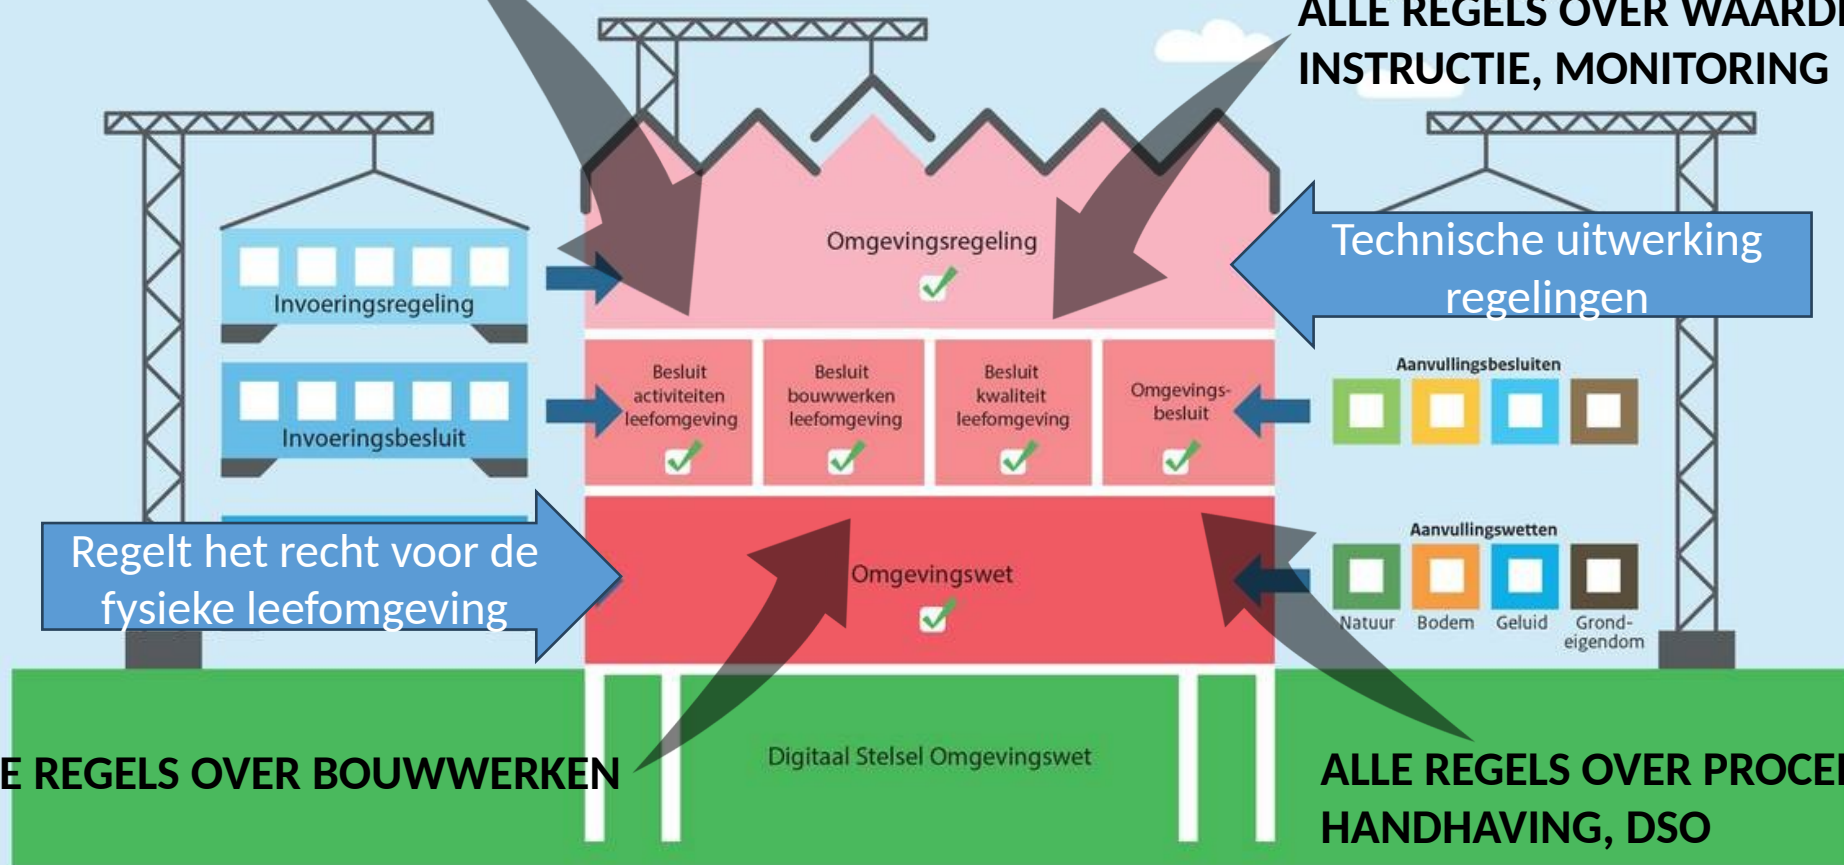 ALLE REGELS OVER WAARD
INSTRUCTIE, MONITORING
Omgevingsregeling
Technische uitwerking
regelingen
Invoeringsregeling
Besluit
activiteiten
leefomgeving
Besluit
bouwwerken
leefomgeving
Besluit
kwaliteit
leefomgeving
Omgevings-
besluit
Aanvullingsbesluiten
Invoeringsbesluit
Aanvullingswetten
Regelt het recht voor de
fysieke leefomgeving
Omgevingswet
Natuur
Bodem
Geluid
Grond-
eigendom
Digitaal Stelsel Omgevingswet
E REGELS OVER BOUWWERKEN
ALLE REGELS OVER PROCE
HANDHAVING, DSO